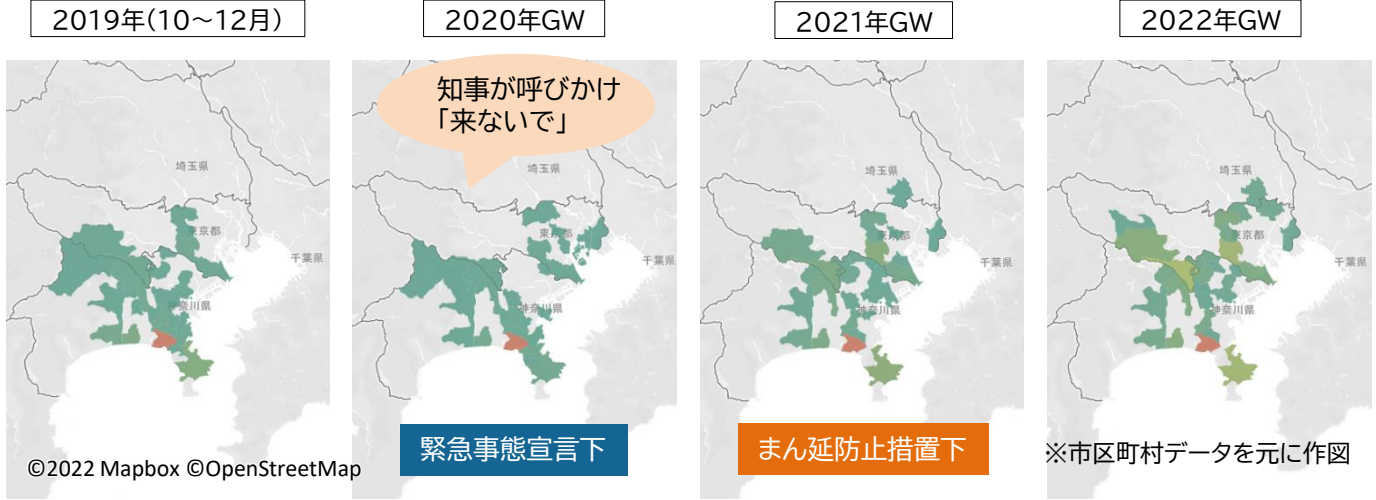 2019年(10～12月)
2020年GW
2021年GW
2022年GW
知事が呼びかけ
「来ないで」
埼玉県
東京都
千葉県
神奈川県
埼玉県
東京都
千葉県
神奈川県
埼玉県
東京都
千葉県
神奈川県
埼玉県
東京都
千葉県
神奈川県
緊急事態宣言下
まん延防止措置下
※市区町村データを元に作図
©2022 Mapbox ©OpenStreetMap